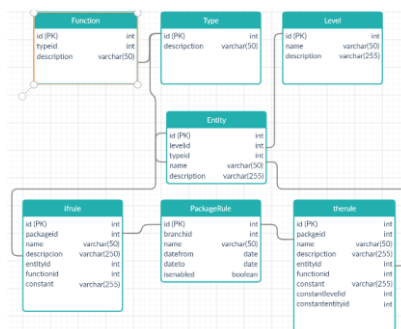 Function
id (PK) int
typeid int
description varchar(50)
Type
id (PK) int
description varchar(50)
Level
id (PK) int
name varchar(50)
description varchar(255)
Entity
id (PK) int
levelid int
typeid int
name varchar(50)
description varchar(255)
ifrule
id (PK) int
packageid int
name varchar(50)
descripcion varchar(250)
entityid int
functionid int
constant varchar(255)
PackageRule
id (PK) int
branchid int
name varchar(50)
datefrom date
dateto date
isenabled boolean
therule
id (PK) int
packgeid int
name varchar(50)
description varchar(255)
entityid int
functionid int
constant varchar(255)
constantlevelid int
constantentityid int